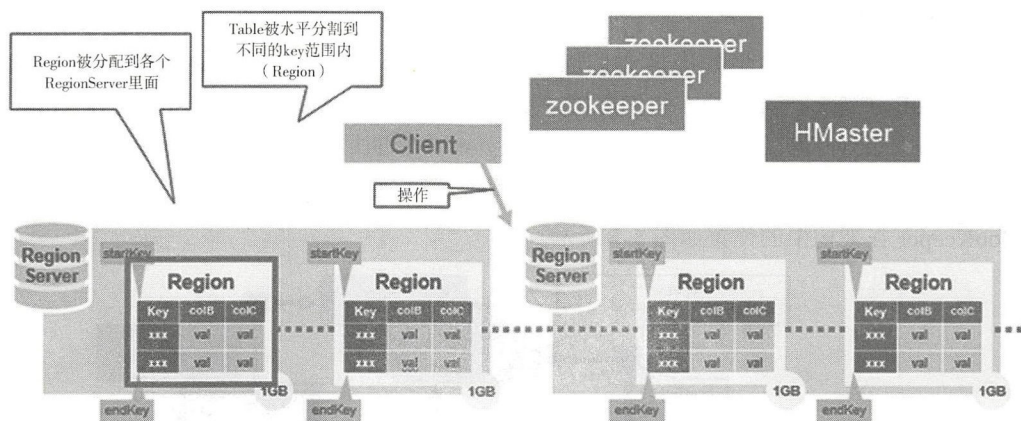 Region被分配到各个
RegionServer里面
Table被水平分割到
不同的key范围内
（Region）
zookeeper
zookeeper
zookeeper
HMaster
Client
操作
Region
Server
startKey
Region
Key colB colC
xxx val val
xxx val val
1GB
endKey
startKey
Region
Key colB colC
xxx val val
xxx val val
1GB
endKey
Region
Server
startKey
Region
Key colB colC
xxx val val
xxx val val
1GB
endKey
startKey
Region
Key colB colC
xxx val val
xxx val val
1GB
endKey